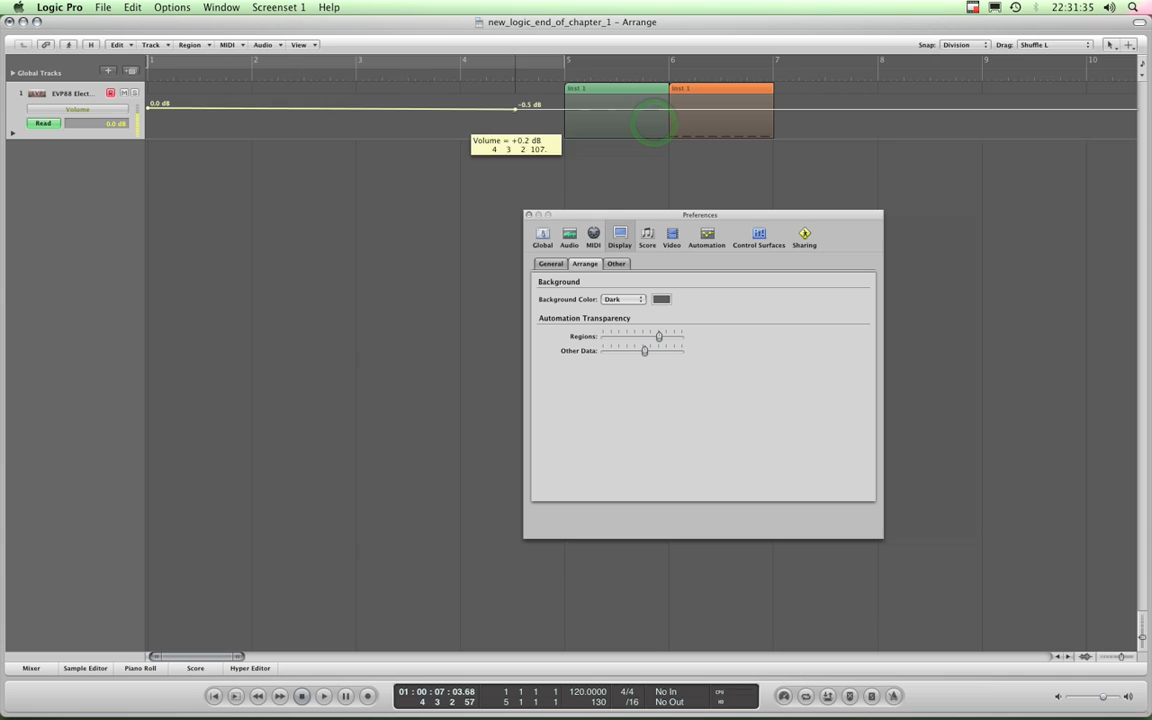 Logic Pro File Edit Options Window Screenset 1 Help 22:31:35
new_logic_end_of_chapter_1 – Arrange
H Edit Track Region MIDI Audio View Snap: Division Drag: Shuffle L
1 2 3 4 5 6 7 8 9 10
Global Tracks
1 EVP88 Elect... R M S
Inst 1 Inst 1
0.0 dB -0.5 dB
Volume
Read 0.0 dB
Volume = +0.2 dB
4 3 2 107.
Preferences
Global Audio MIDI Display Score Video Automation Control Surfaces Sharing
General Arrange Other
Background
Background Color: Dark
Automation Transparency
Regions:
Other Data:
Mixer Sample Editor Piano Roll Score Hyper Editor
01:00:07:03.68 1 1 1 1 120.0000 4/4 No In CPU
4 3 2 57 5 1 1 1 130 /16 No Out HD